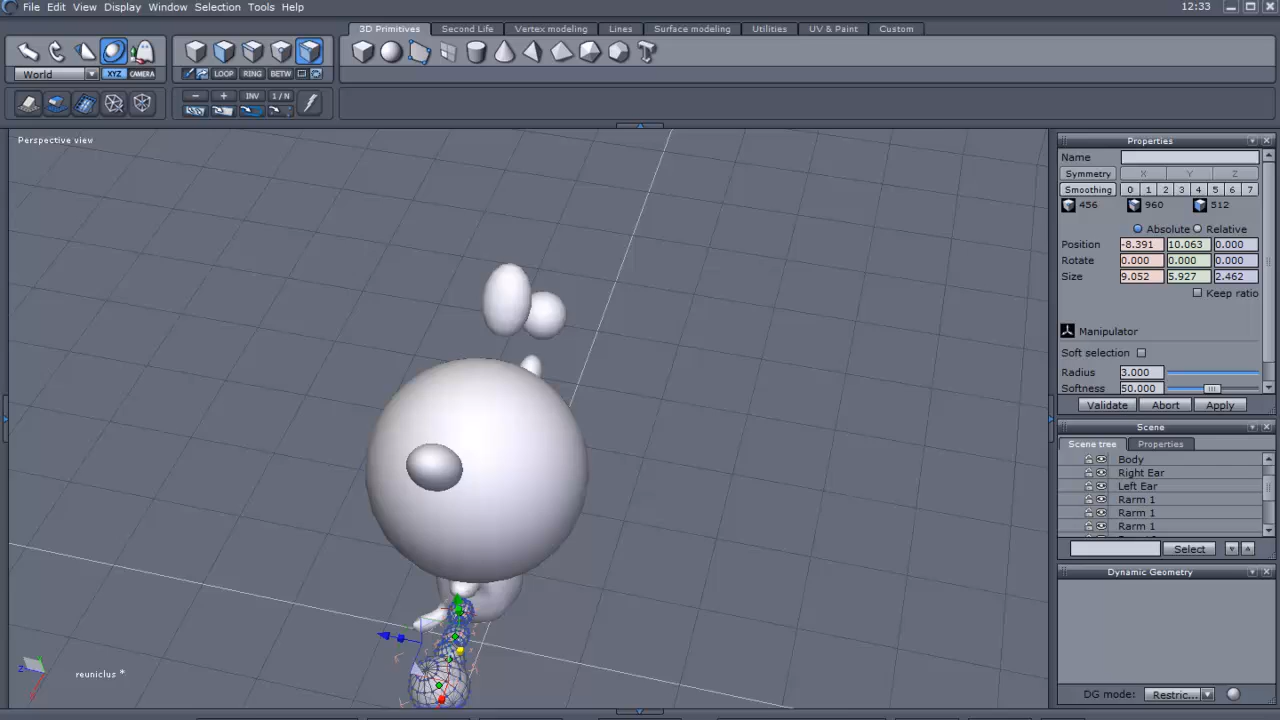 File Edit View Display Window Selection Tools Help 12:33
3D Primitives Second Life Vertex modeling Lines Surface modeling Utilities UV & Paint Custom
World XYZ CAMERA LOOP RING BETW
− + INV 1 / N
Perspective view
Properties
Name
Symmetry X Y Z
Smoothing 0 1 2 3 4 5 6 7
456 960 512
Absolute Relative
Position -8.391 10.063 0.000
Rotate 0.000 0.000 0.000
Size 9.052 5.927 2.462
Keep ratio
Manipulator
Soft selection
Radius 3.000
Softness 50.000
Validate Abort Apply
Scene
Scene tree Properties
Body
Right Ear
Left Ear
Rarm 1
Rarm 1
Rarm 1
Select
Dynamic Geometry
DG mode: Restric...
Z
reuniclus *